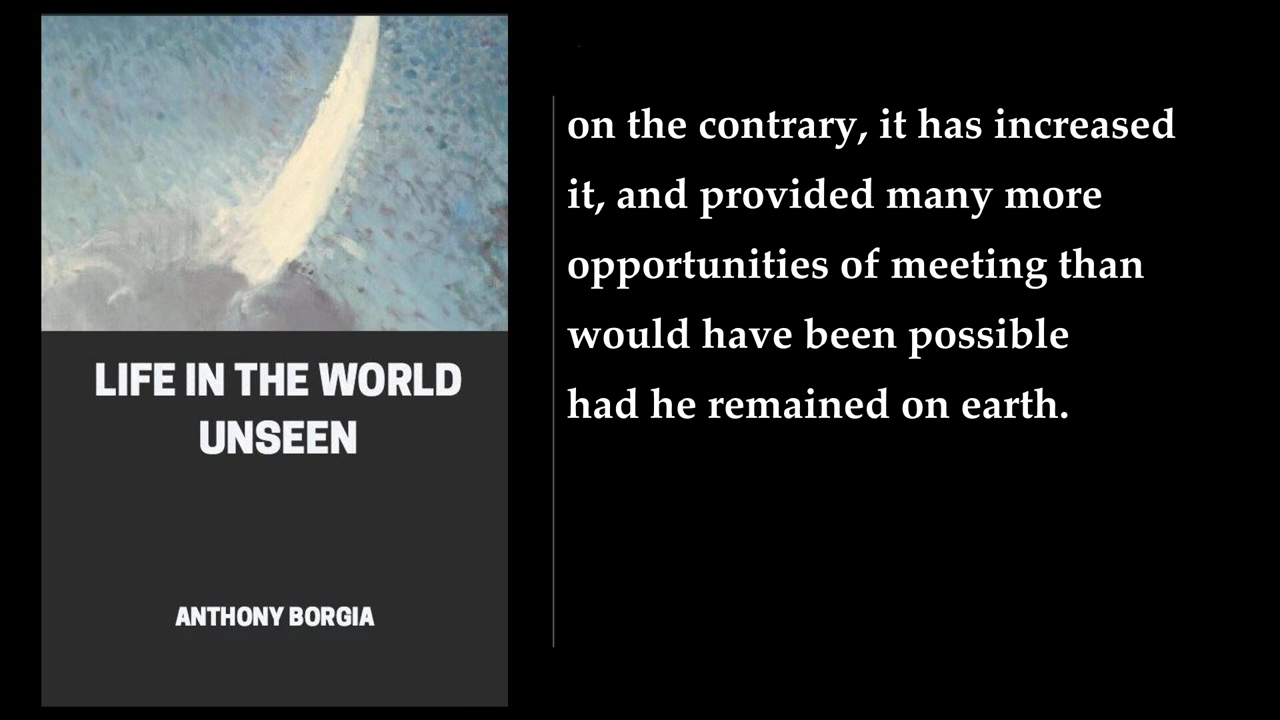 LIFE IN THE WORLD
UNSEEN
ANTHONY BORGIA
on the contrary, it has increased
it, and provided many more
opportunities of meeting than
would have been possible
had he remained on earth.